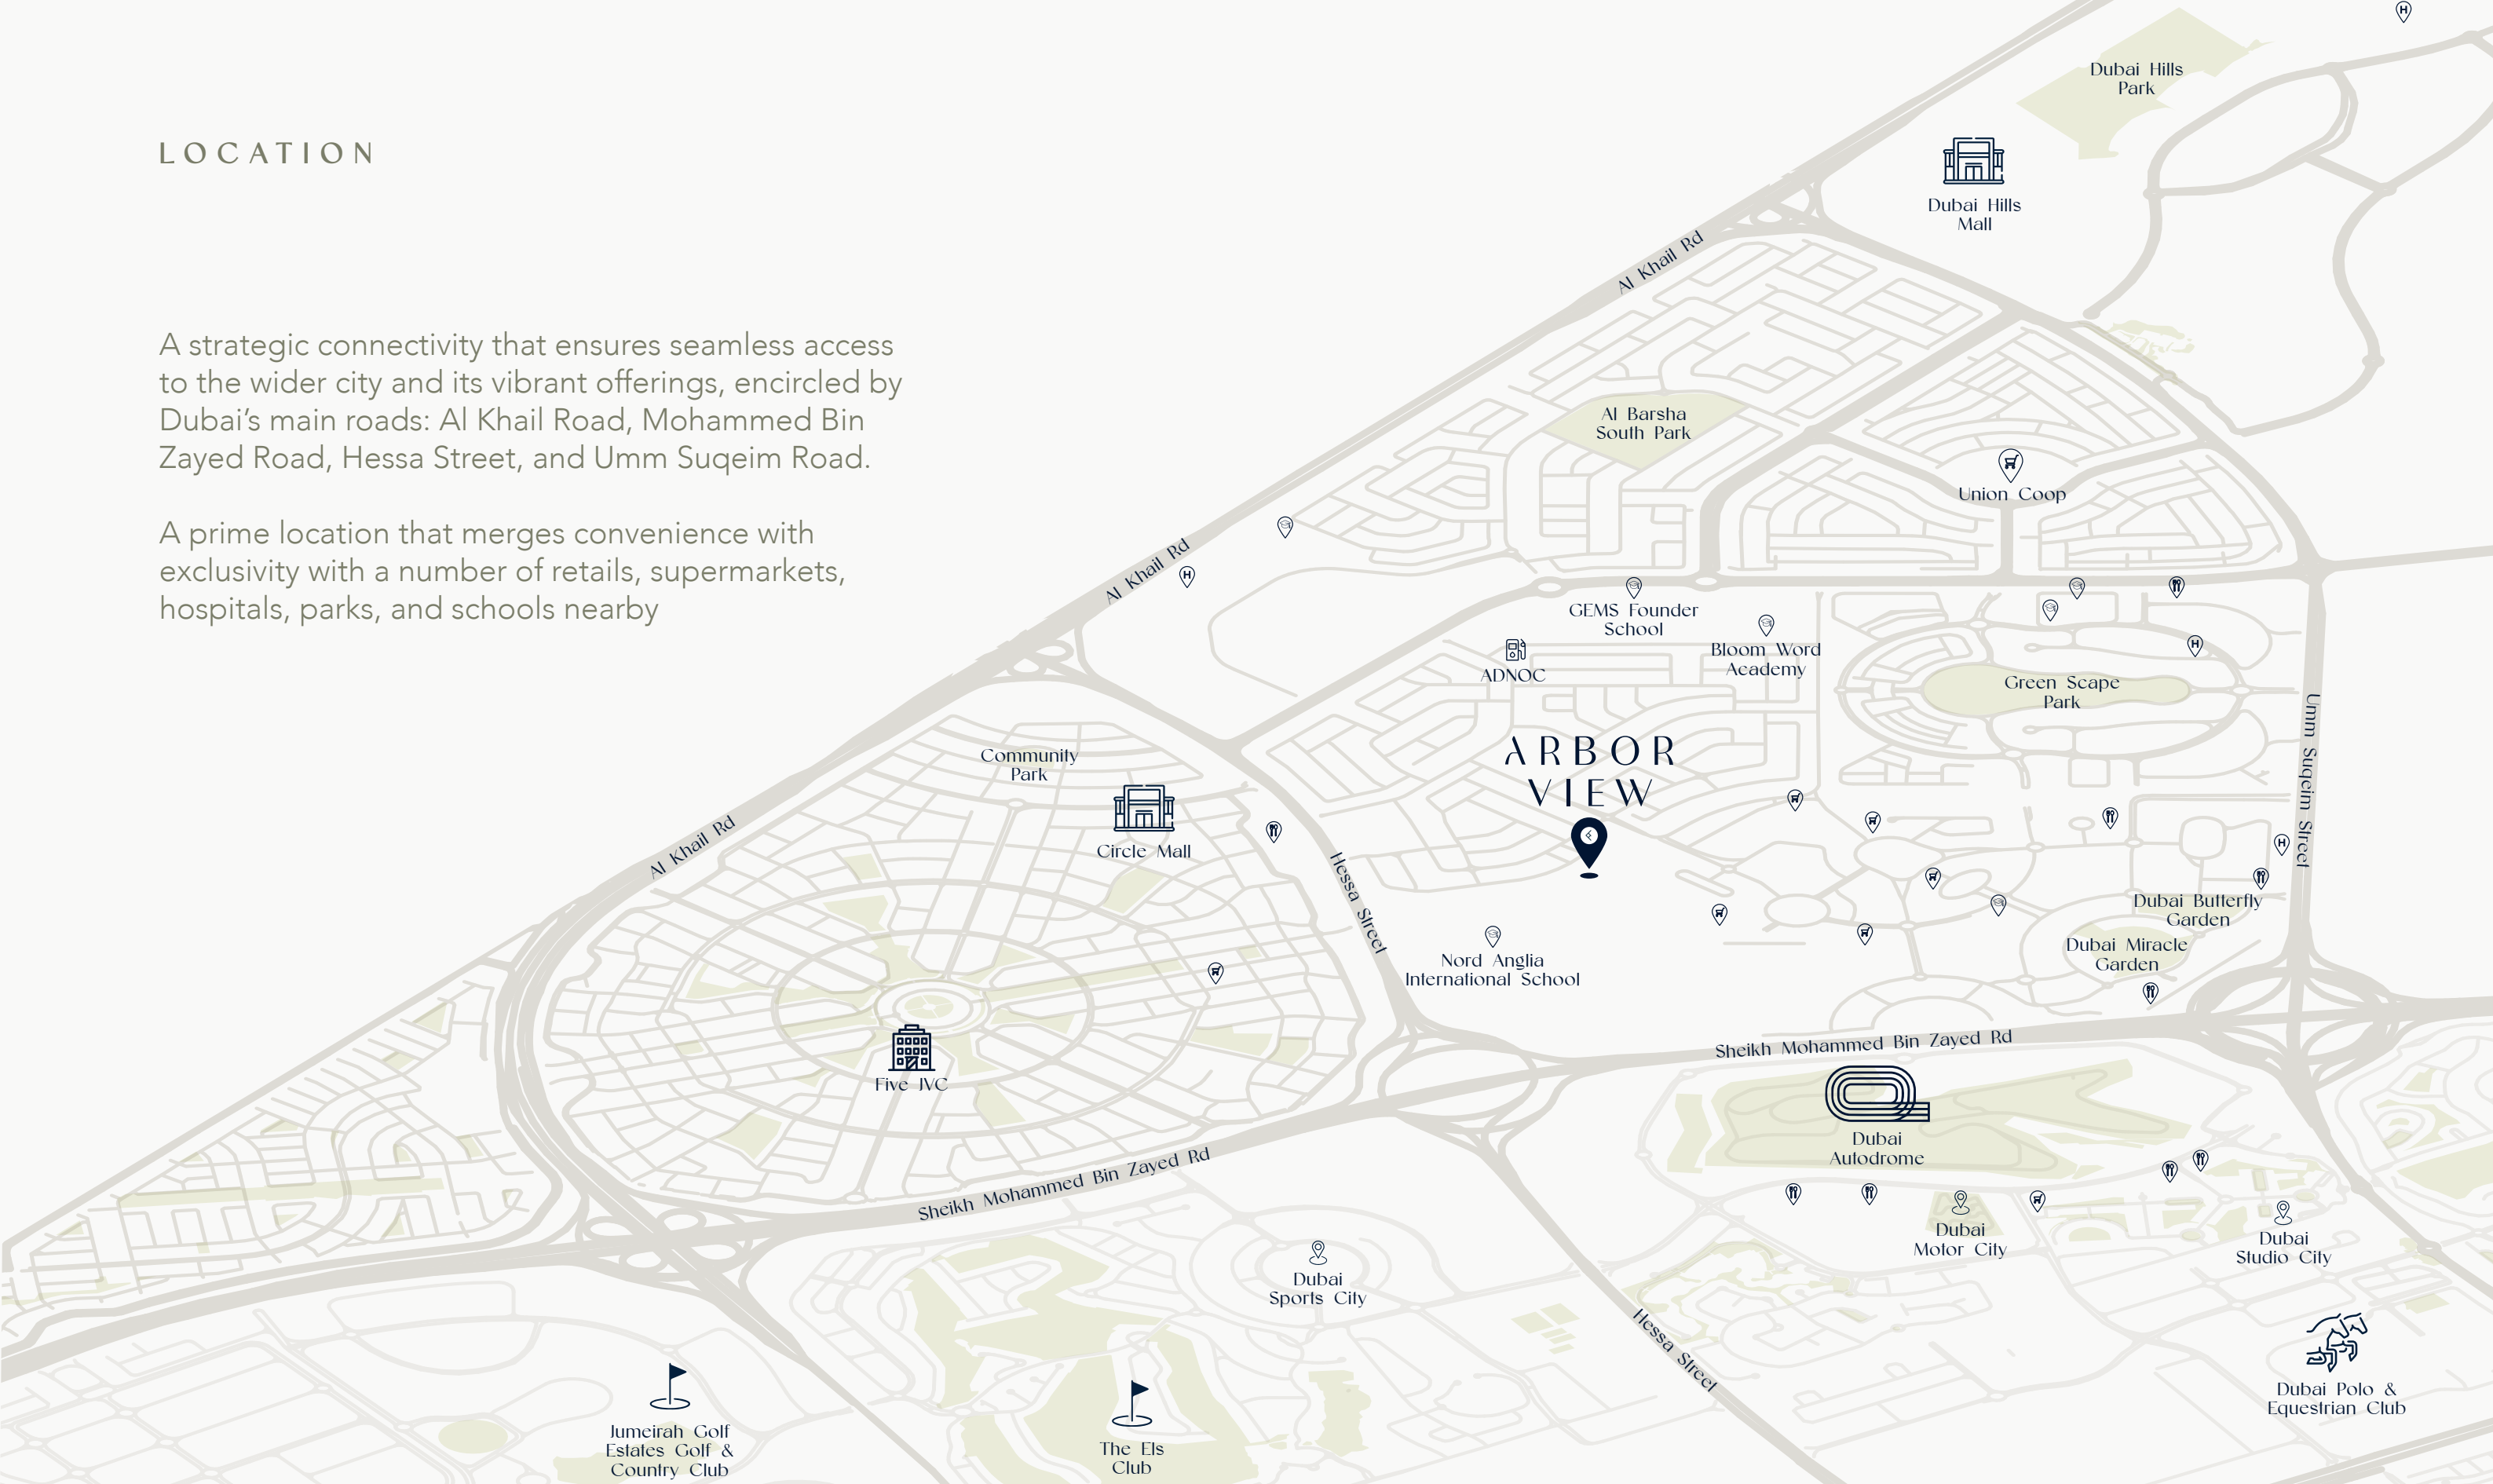 LOCATION
A strategic connectivity that ensures seamless access
to the wider city and its vibrant offerings, encircled by
Dubai’s main roads: Al Khail Road, Mohammed Bin
Zayed Road, Hessa Street, and Umm Suqeim Road.
A prime location that merges convenience with
exclusivity with a number of retails, supermarkets,
hospitals, parks, and schools nearby
H
Dubai Hills
Park
Dubai Hills
Mall
Al Khail Rd
Al Barsha
South Park
Union Coop
Al Khail Rd
H
GEMS Founder
School
Bloom Word
Academy
ADNOC
H
Green Scape
Park
Umm Suqeim Street
ARBOR
VIEW
Community
Park
Circle Mall
Al Khail Rd
Hessa Street
H
Dubai Butterfly
Garden
Dubai Miracle
Garden
Nord Anglia
International School
Five JVC
Sheikh Mohammed Bin Zayed Rd
Dubai
Autodrome
Sheikh Mohammed Bin Zayed Rd
Dubai
Motor City
Dubai
Studio City
Dubai
Sports City
Hessa Street
Dubai Polo &
Equestrian Club
Jumeirah Golf
Estates Golf &
Country Club
The Els
Club